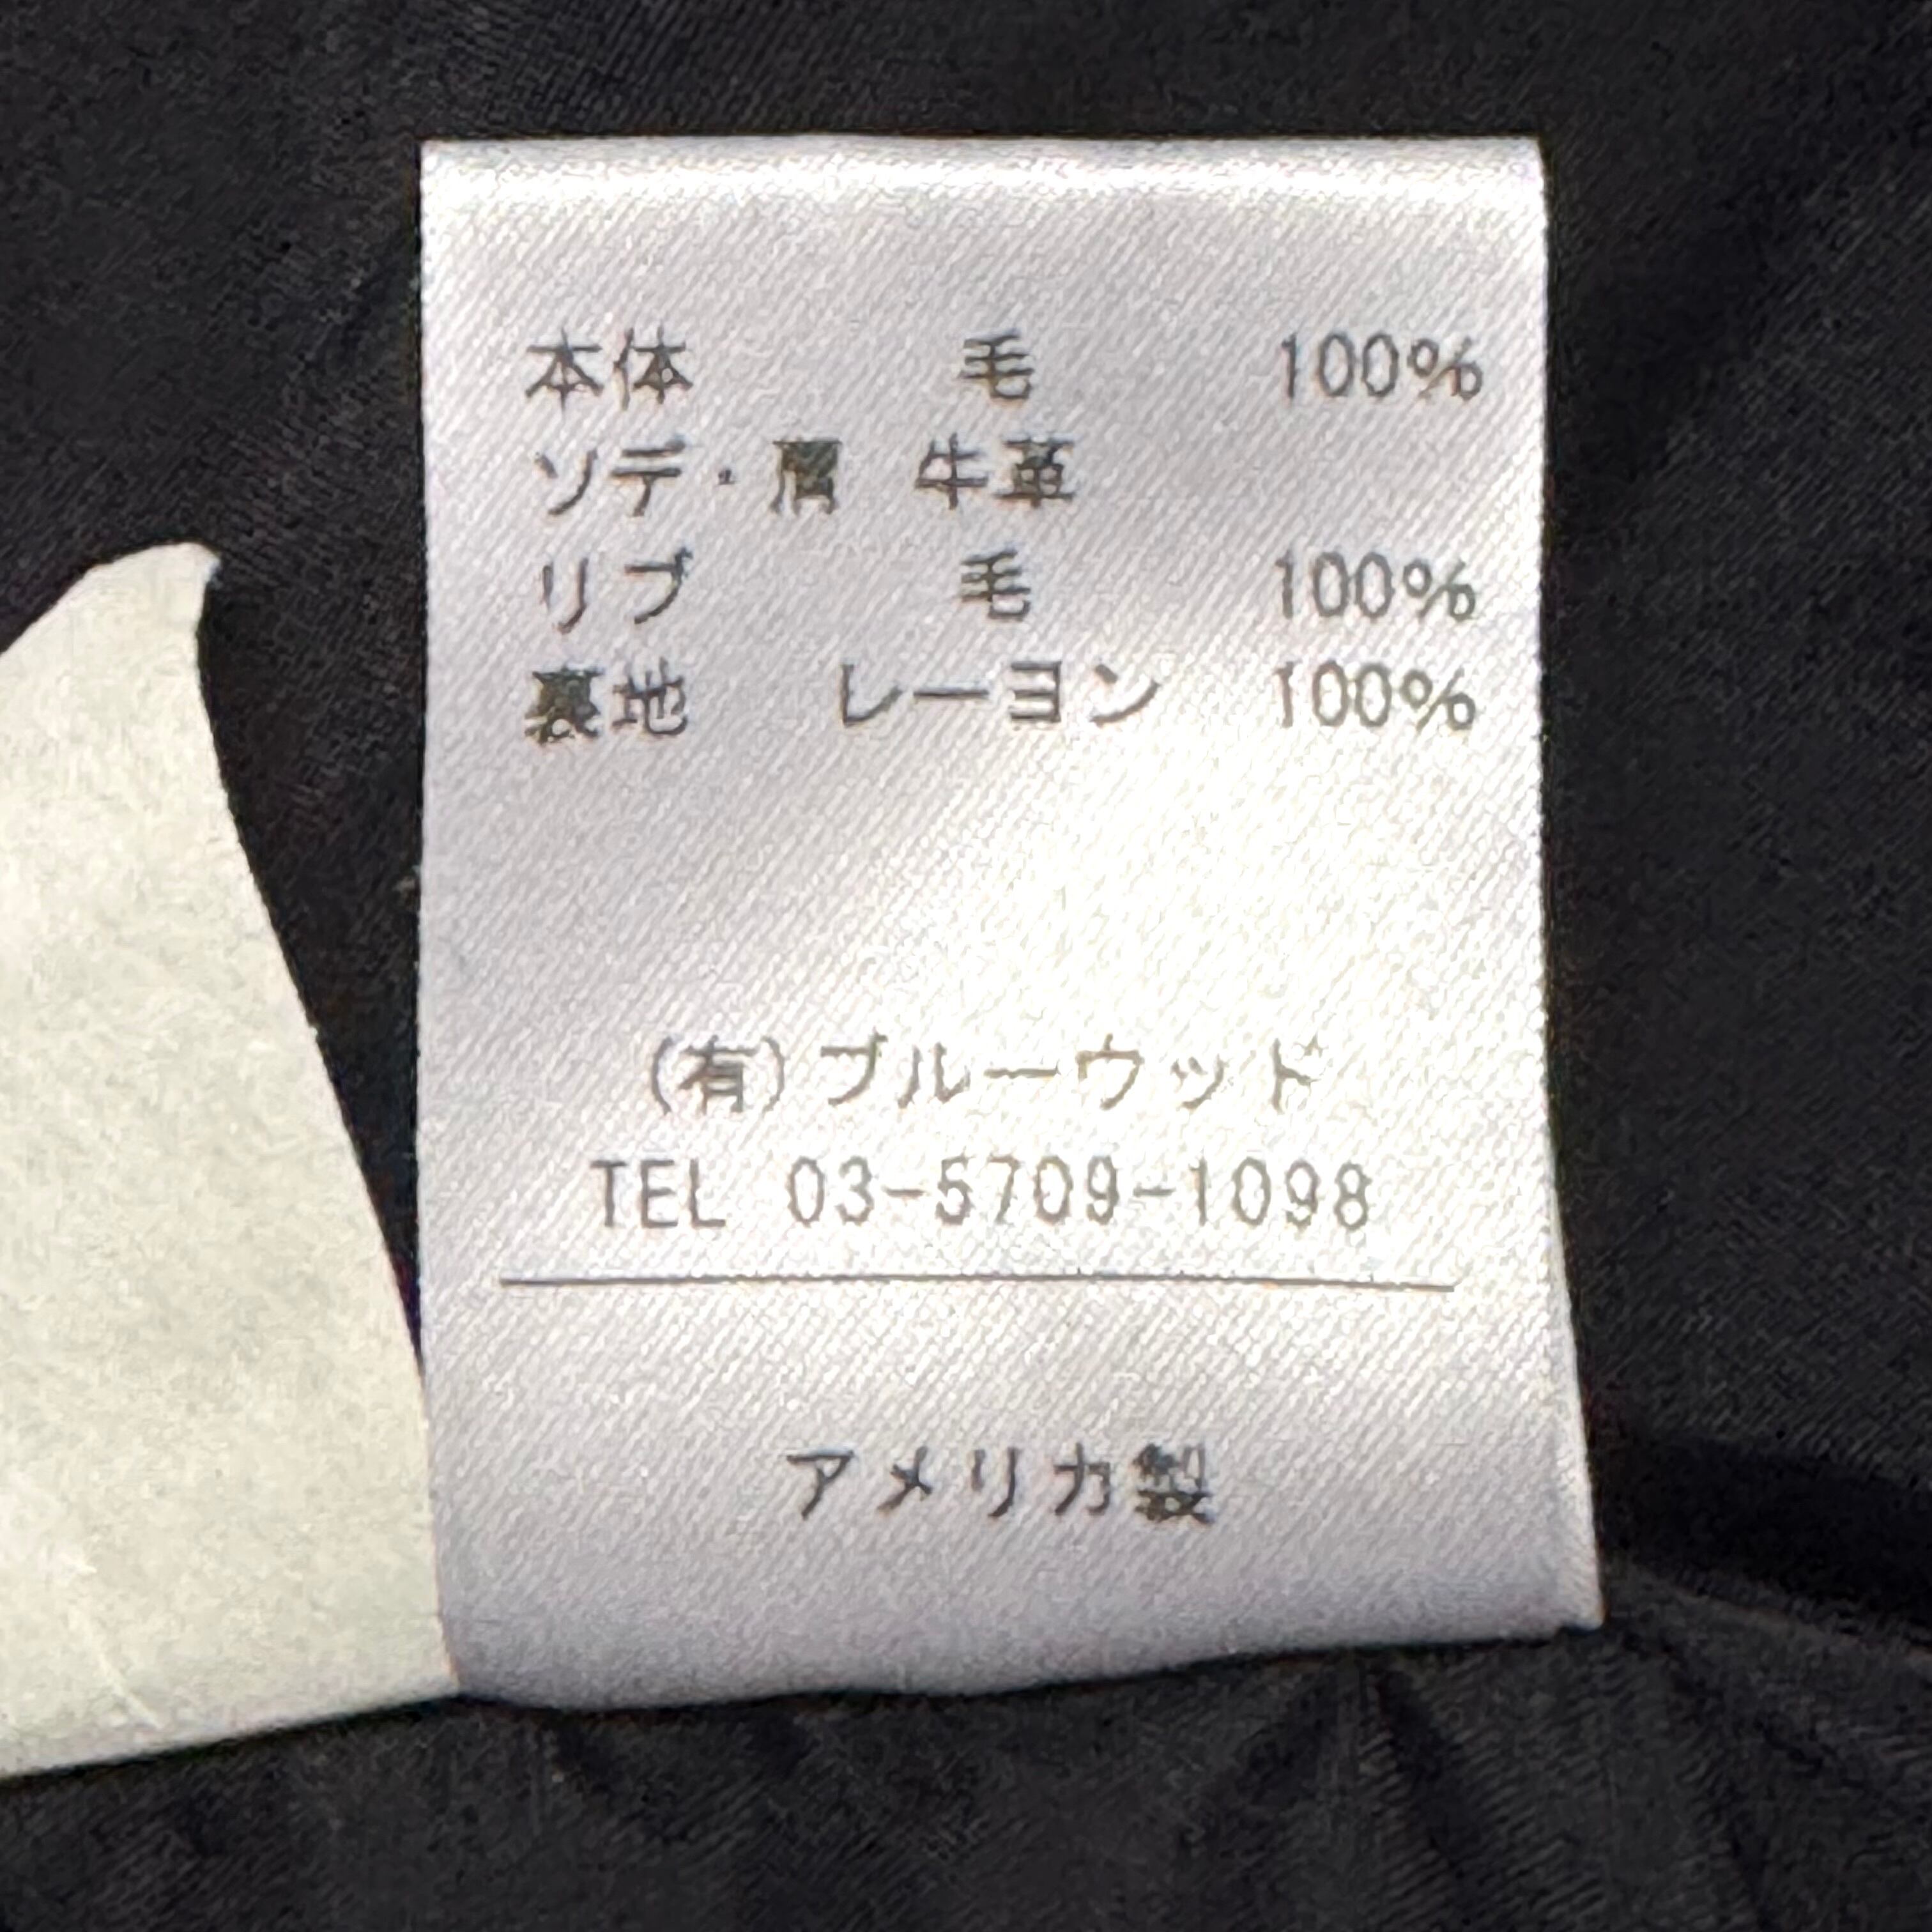 本体 毛 100%
ソデ・肩 牛革
リブ 毛 100%
裏地 レーヨン 100%
(有)ブルーウッド
TEL 03-5709-1098
アメリカ製